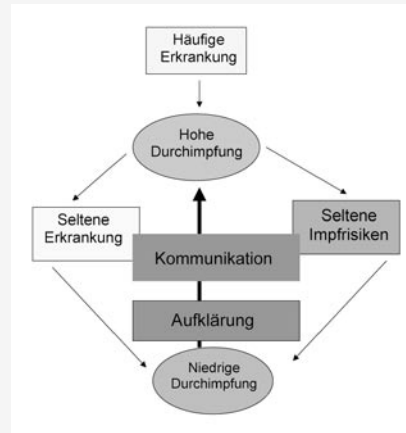 Häufige
Erkrankung
Hohe
Durchimpfung
Seltene
Erkrankung
Seltene
Impfrisiken
Kommunikation
Aufklärung
Niedrige
Durchimpfung